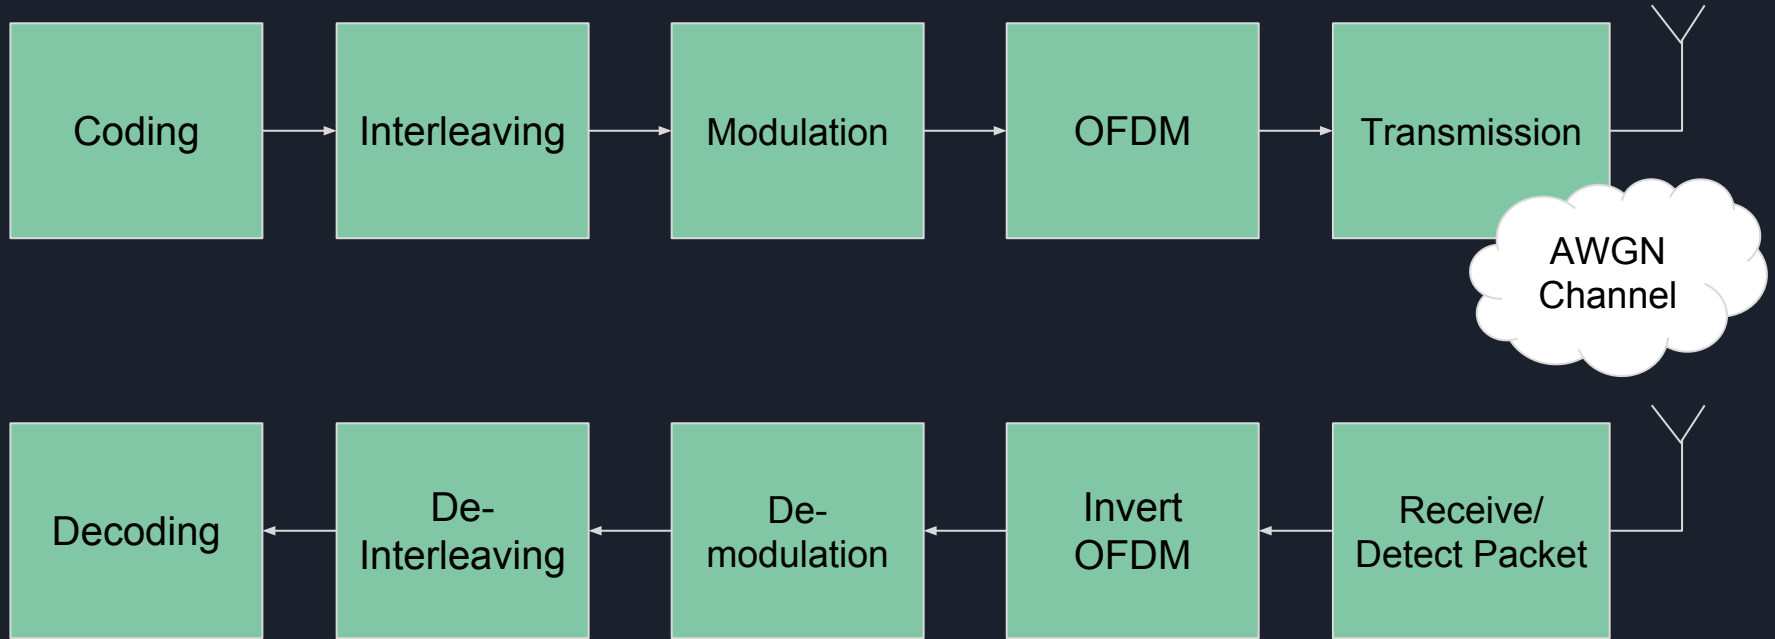 Coding
Interleaving
Modulation
OFDM
Transmission
AWGN
Channel
Decoding
De-
Interleaving
De-
modulation
Invert
OFDM
Receive/
Detect Packet